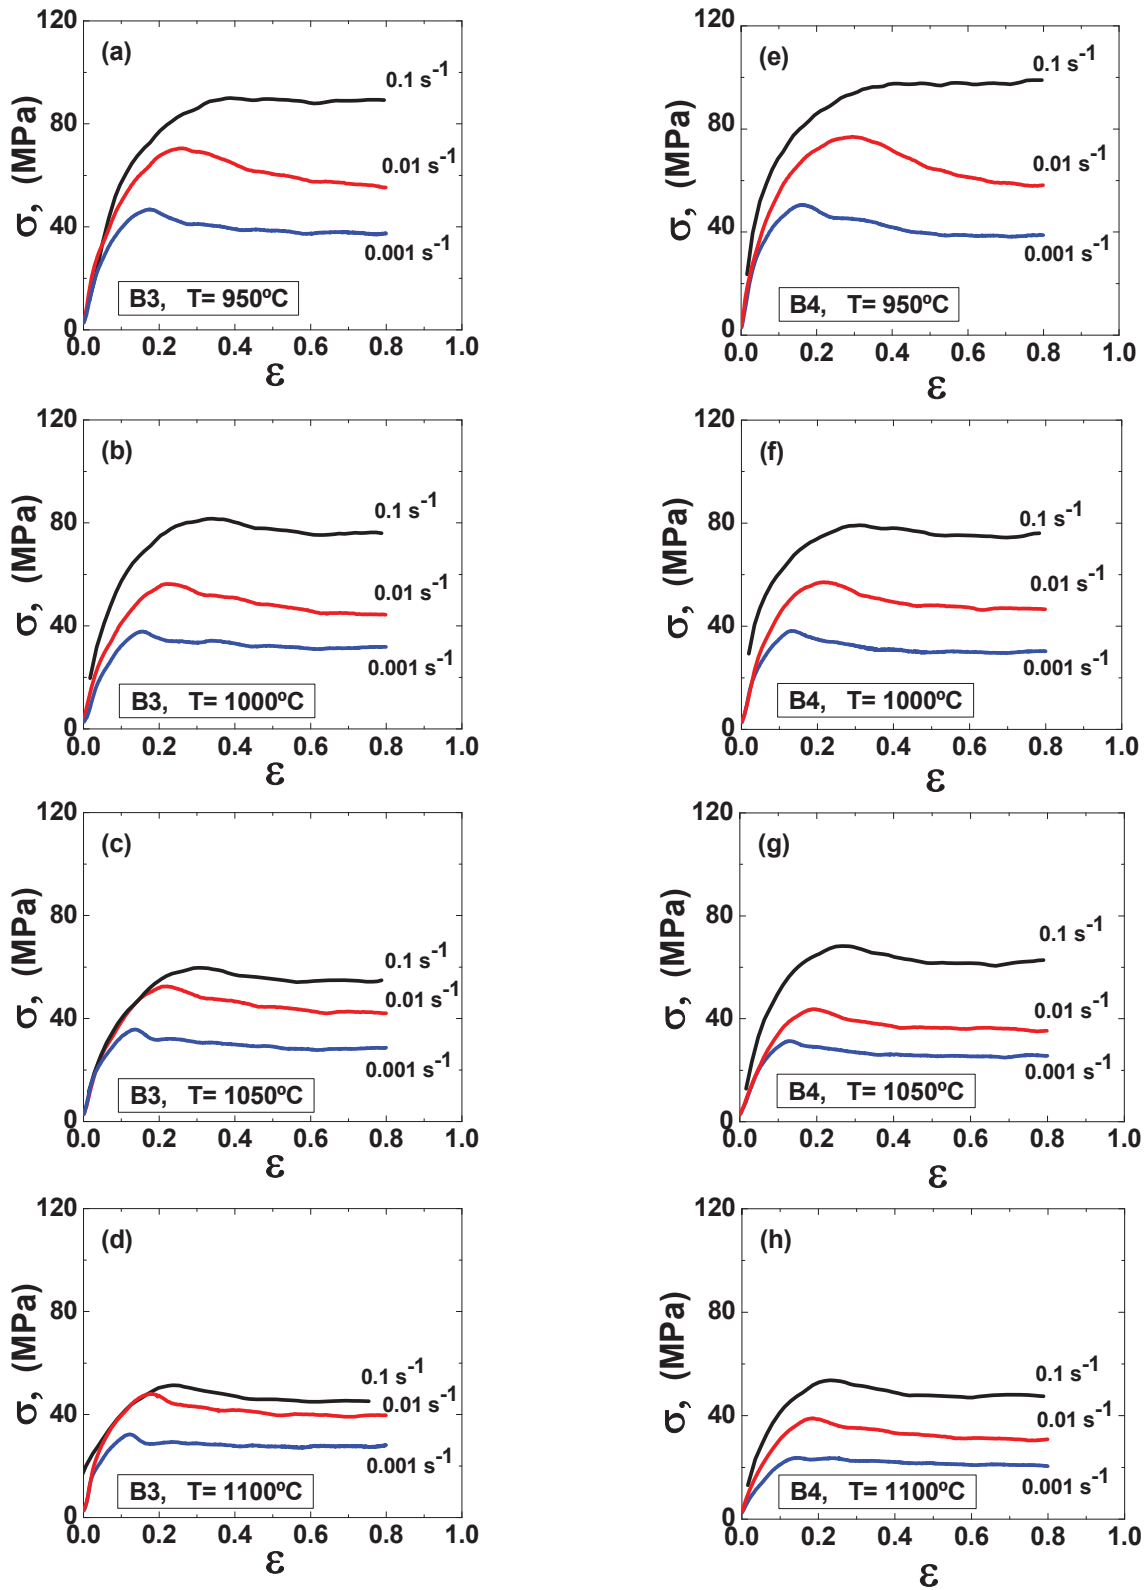 (a)
120
80
40
0
σ, (MPa)
0.1 s-1
0.01 s-1
0.001 s-1
B3, T= 950ºC
0.0 0.2 0.4 0.6 0.8 1.0
ε
(e)
120
80
40
0
σ, (MPa)
0.1 s-1
0.01 s-1
0.001 s-1
B4, T= 950ºC
0.0 0.2 0.4 0.6 0.8 1.0
ε
(b)
120
80
40
0
σ, (MPa)
0.1 s-1
0.01 s-1
0.001 s-1
B3, T= 1000ºC
0.0 0.2 0.4 0.6 0.8 1.0
ε
(f)
120
80
40
0
σ, (MPa)
0.1 s-1
0.01 s-1
0.001 s-1
B4, T= 1000ºC
0.0 0.2 0.4 0.6 0.8 1.0
ε
(c)
120
80
40
0
σ, (MPa)
0.1 s-1
0.01 s-1
0.001 s-1
B3, T= 1050ºC
0.0 0.2 0.4 0.6 0.8 1.0
ε
(g)
120
80
40
0
σ, (MPa)
0.1 s-1
0.01 s-1
0.001 s-1
B4, T= 1050ºC
0.0 0.2 0.4 0.6 0.8 1.0
ε
(d)
120
80
40
0
σ, (MPa)
0.1 s-1
0.01 s-1
0.001 s-1
B3, T= 1100ºC
0.0 0.2 0.4 0.6 0.8 1.0
ε
(h)
120
80
40
0
σ, (MPa)
0.1 s-1
0.01 s-1
0.001 s-1
B4, T= 1100ºC
0.0 0.2 0.4 0.6 0.8 1.0
ε